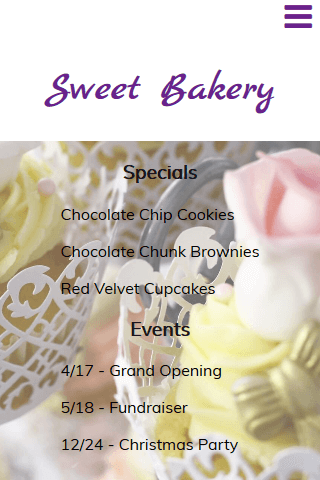 Sweet Bakery
Specials
Chocolate Chip Cookies
Chocolate Chunk Brownies
Red Velvet Cupcakes
Events
4/17 - Grand Opening
5/18 - Fundraiser
12/24 - Christmas Party